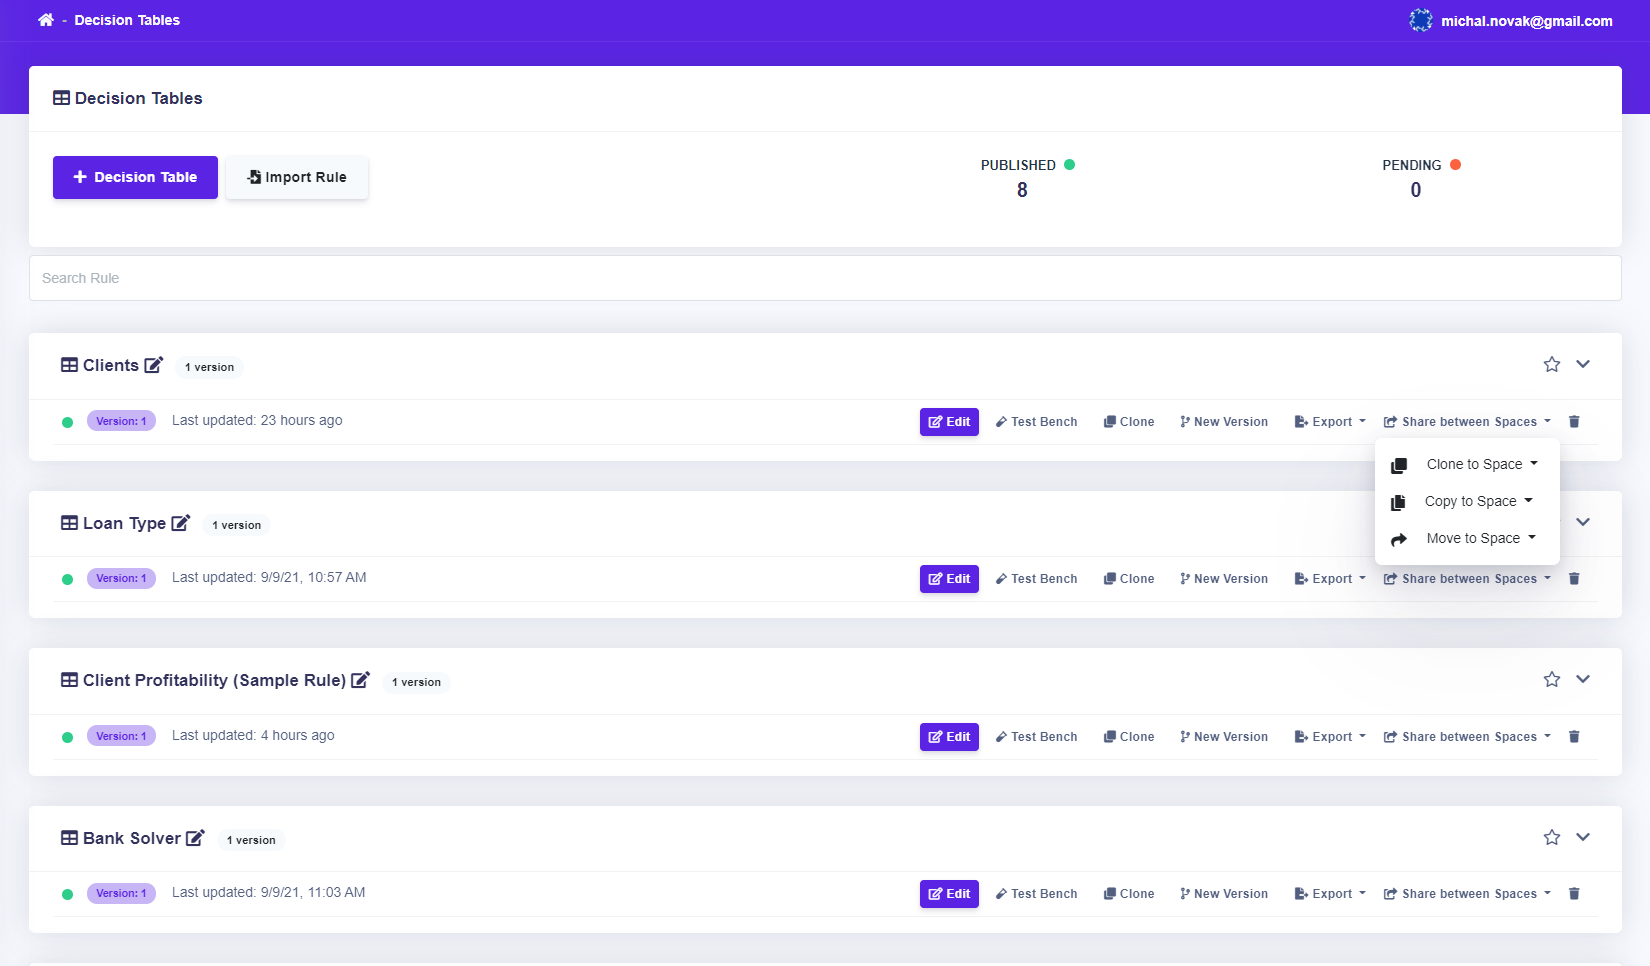 - Decision Tables
michal.novak@gmail.com
Decision Tables
Decision Table
Import Rule
PUBLISHED
8
PENDING
0
Search Rule
Clients
1 version
Version: 1
Last updated: 23 hours ago
Edit
Test Bench
Clone
New Version
Export
Share between Spaces
Clone to Space
Copy to Space
Move to Space
Loan Type
1 version
Version: 1
Last updated: 9/9/21, 10:57 AM
Edit
Test Bench
Clone
New Version
Export
Share between Spaces
Client Profitability (Sample Rule)
1 version
Version: 1
Last updated: 4 hours ago
Edit
Test Bench
Clone
New Version
Export
Share between Spaces
Bank Solver
1 version
Version: 1
Last updated: 9/9/21, 11:03 AM
Edit
Test Bench
Clone
New Version
Export
Share between Spaces